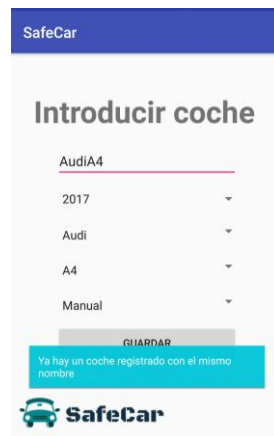 SafeCar
Introducir coche
AudiA4
2017
Audi
A4
Manual
GUARDAR
Ya hay un coche registrado con el mismo
nombre
SafeCar